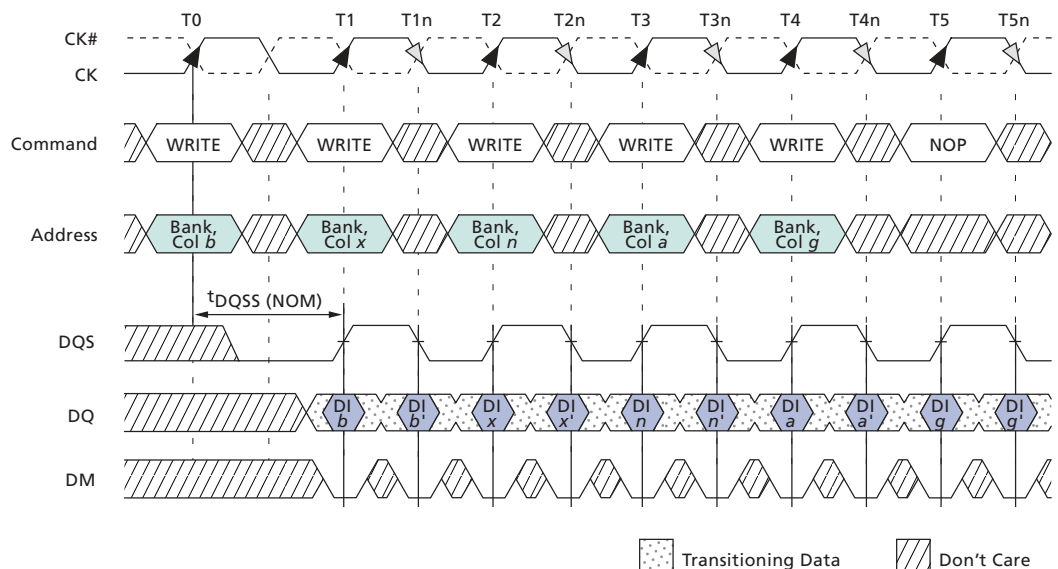 T0 T1 T1n T2 T2n T3 T3n T4 T4n T5 T5n
CK#
CK
Command WRITE WRITE WRITE WRITE WRITE NOP
Address Bank, Col b Bank, Col x Bank, Col n Bank, Col a Bank, Col g
tDQSS (NOM)
DQS
DQ DI b DI b' DI x DI x' DI n DI n' DI a DI a' DI g DI g'
DM
Transitioning Data Don't Care